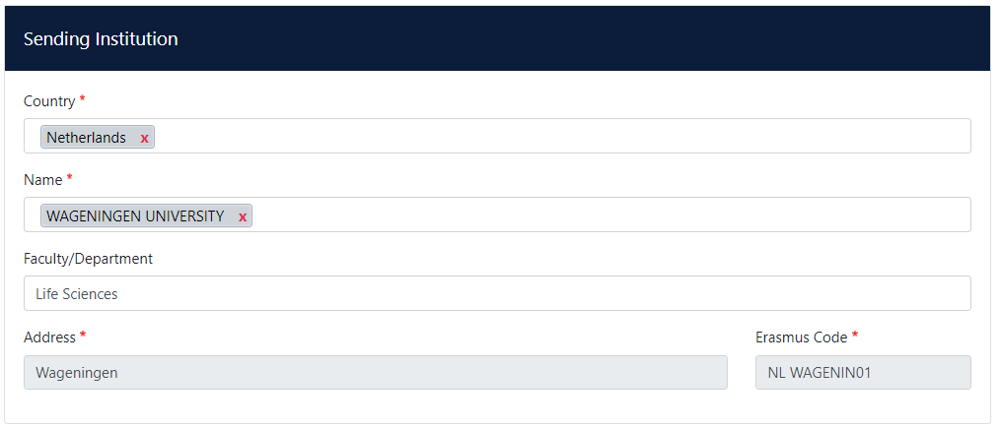 Sending Institution
Country *
Netherlands x
Name *
WAGENINGEN UNIVERSITY x
Faculty/Department
Life Sciences
Address * Erasmus Code *
Wageningen NL WAGENIN01